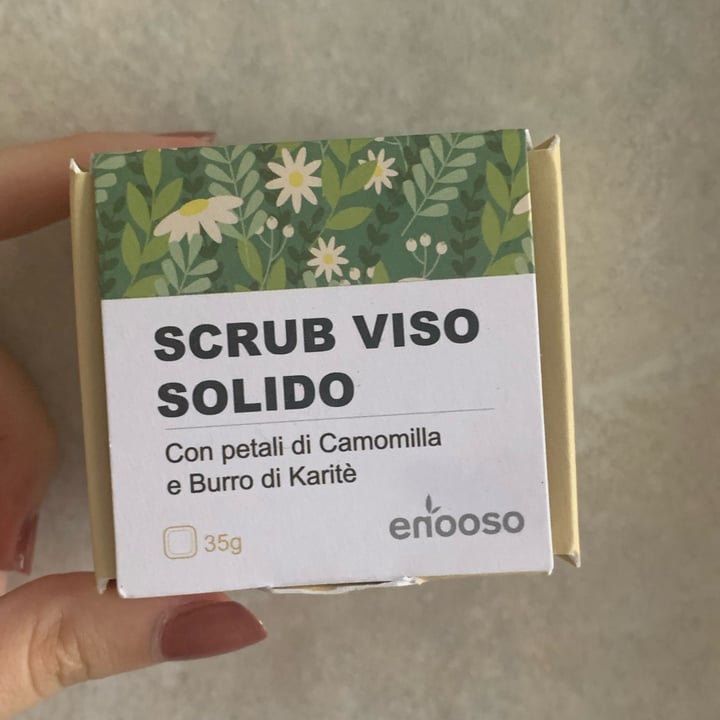 SCRUB VISO
SOLIDO
Con petali di Camomilla
e Burro di Karitè
35g
enooso